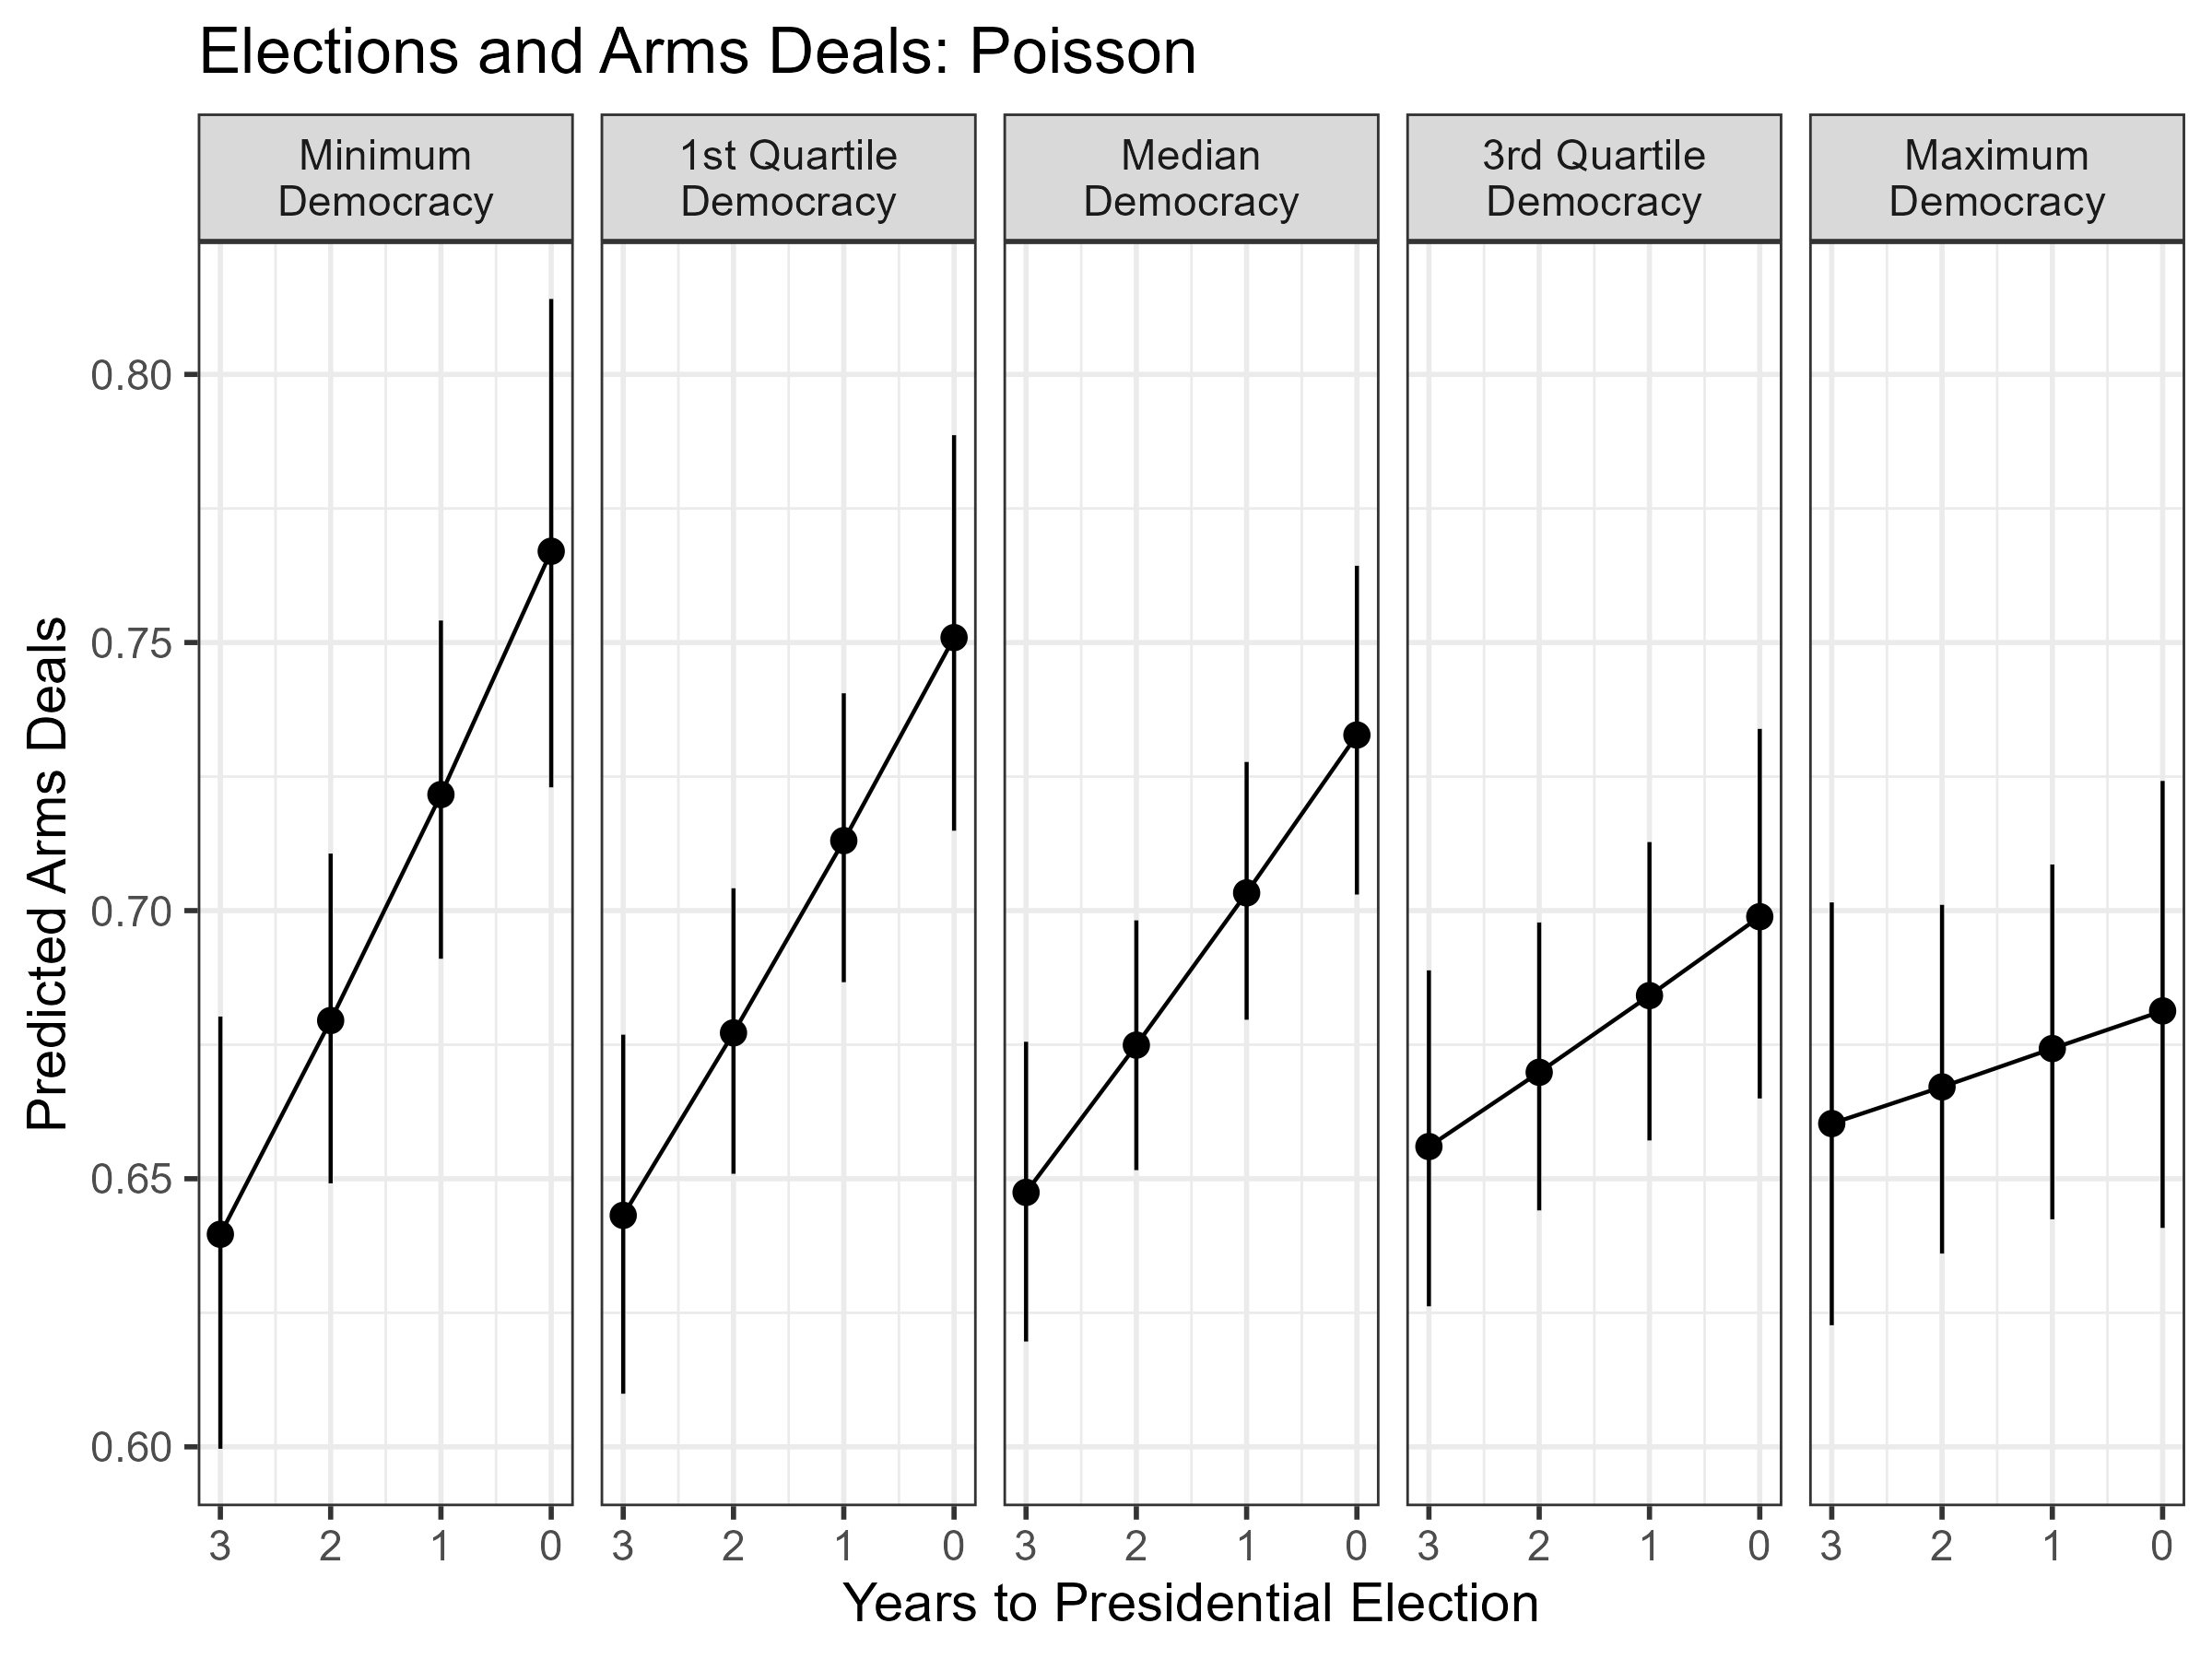 Elections and Arms Deals: Poisson
Minimum
Democracy
1st Quartile
Democracy
Median
Democracy
3rd Quartile
Democracy
Maximum
Democracy
Predicted Arms Deals
0.80
0.75
0.70
0.65
0.60
3 2 1 0
3 2 1 0
3 2 1 0
3 2 1 0
3 2 1 0
Years to Presidential Election